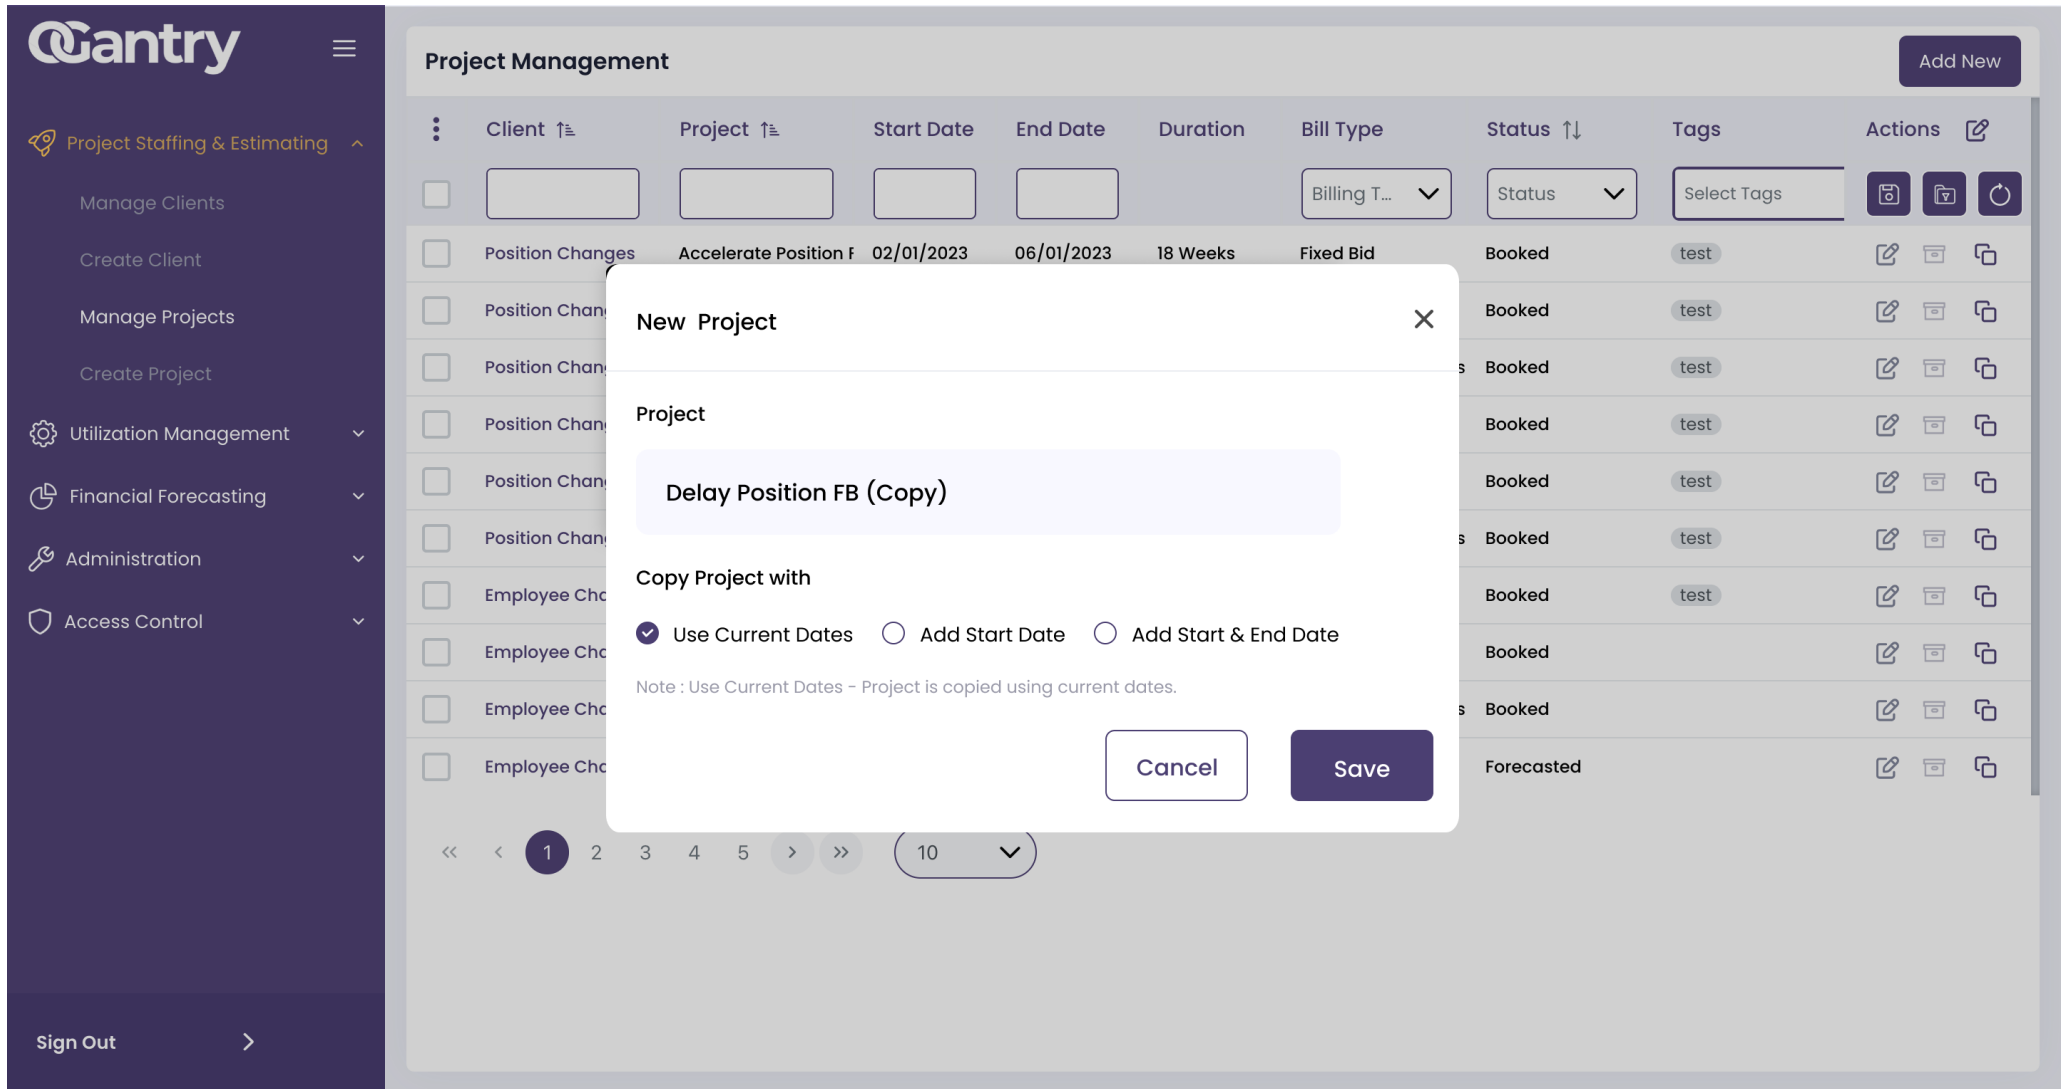 Gantry
Project Management
Add New
Project Staffing & Estimating
Manage Clients
Create Client
Manage Projects
Create Project
Utilization Management
Financial Forecasting
Administration
Access Control
Sign Out
Client Project Start Date End Date Duration Bill Type Status Tags Actions
Billing T... Status Select Tags
Position Changes Accelerate Position F 02/01/2023 06/01/2023 18 Weeks Fixed Bid Booked test
Position Chan Booked test
Position Chan s Booked test
Position Chan Booked test
Position Chan Booked test
Position Chan s Booked test
Employee Cha Booked test
Employee Cha Booked
Employee Cha s Booked
Employee Cha Forecasted
New Project
Project
Delay Position FB (Copy)
Copy Project with
Use Current Dates Add Start Date Add Start & End Date
Note : Use Current Dates - Project is copied using current dates.
Cancel Save
1 2 3 4 5 10